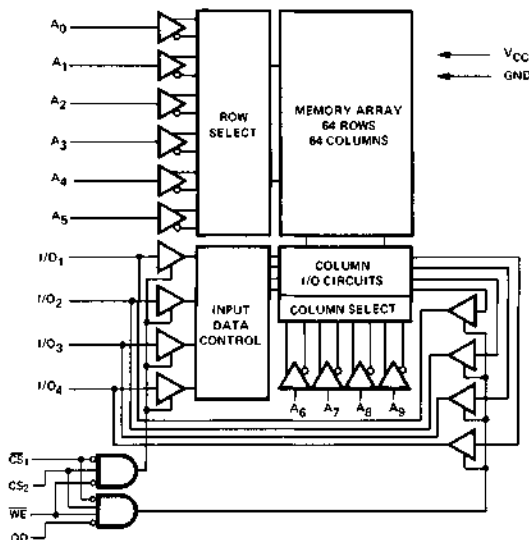 A0
A1
A2
A3
A4
A5
ROW
SELECT
MEMORY ARRAY
64 ROWS
64 COLUMNS
VCC
GND
I/O1
I/O2
I/O3
I/O4
INPUT
DATA
CONTROL
COLUMN
I/O CIRCUITS
COLUMN SELECT
A6
A7
A8
A9
CS1
CS2
WE
OD